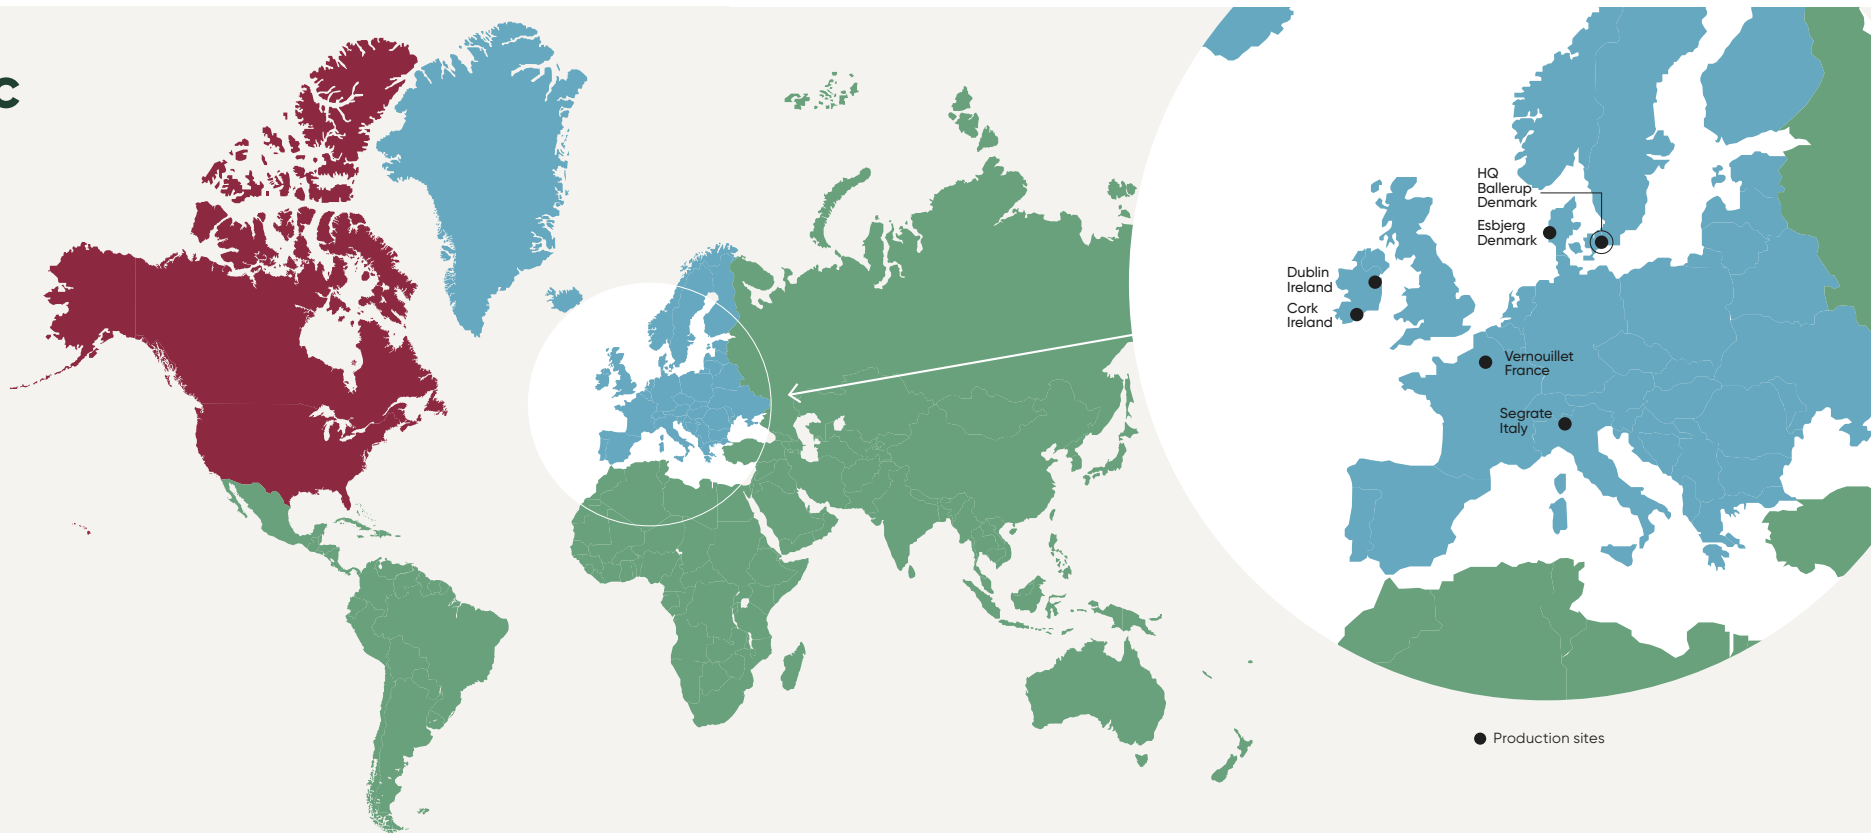 c
HQ
Ballerup
Denmark
Esbjerg
Denmark
Dublin
Ireland
Cork
Ireland
Vernouillet
France
Segrate
Italy
Production sites